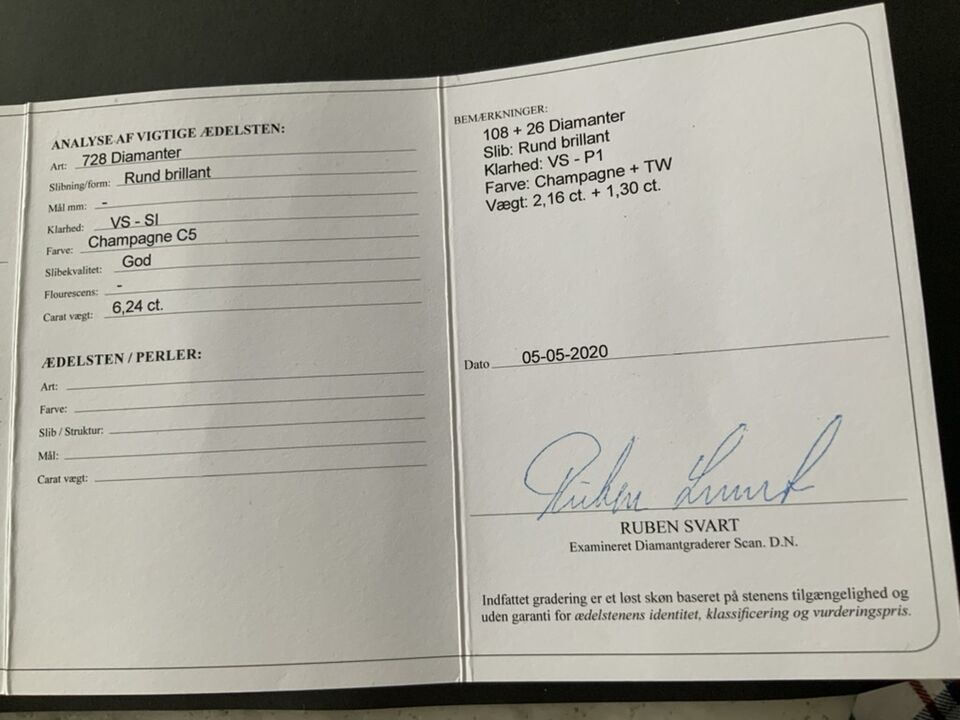 ANALYSE AF VIGTIGE ÆDELSTEN:
Art: 728 Diamanter
Slibning/form: Rund brillant
Mål mm: -
Klarhed: VS - SI
Farve: Champagne C5
Slibekvalitet: God
Flourescens: -
Carat vægt: 6,24 ct.
ÆDELSTEN / PERLER:
Art:
Farve:
Slib / Struktur:
Mål:
Carat vægt:
BEMÆRKNINGER:
108 + 26 Diamanter
Slib: Rund brillant
Klarhed: VS - P1
Farve: Champagne + TW
Vægt: 2,16 ct. + 1,30 ct.
Dato 05-05-2020
Ruben Svart
RUBEN SVART
Examineret Diamantgraderer Scan. D.N.
Indfattet gradering er et løst skøn baseret på stenens tilgængelighed og
uden garanti for ædelstenens identitet, klassificering og vurderingspris.